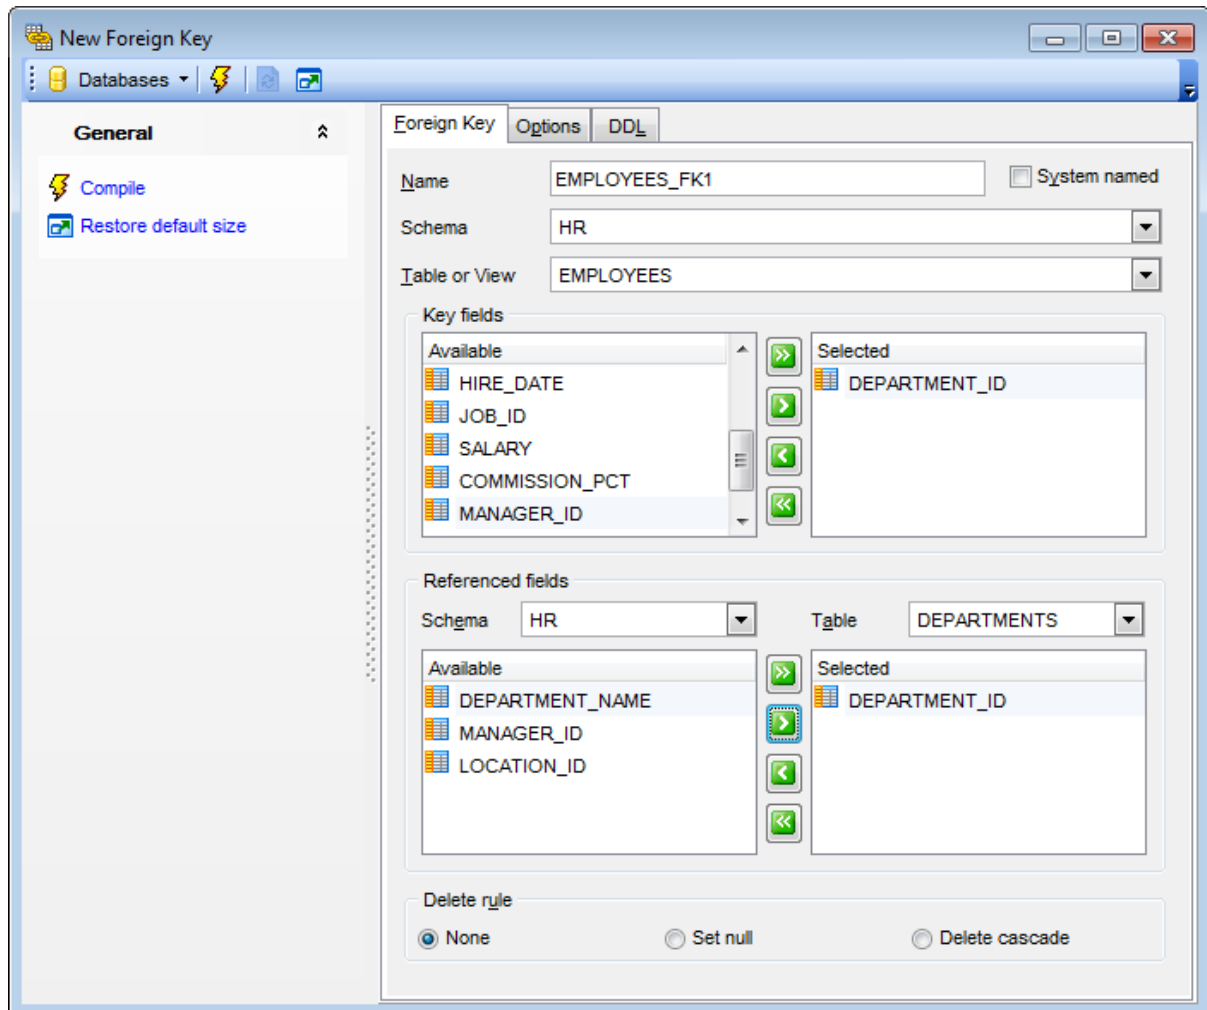 New Foreign Key
Databases
General
Compile
Restore default size
Foreign Key Options DDL
Name EMPLOYEES_FK1 System named
Schema HR
Table or View EMPLOYEES
Key fields
Available Selected
HIRE_DATE DEPARTMENT_ID
JOB_ID
SALARY
COMMISSION_PCT
MANAGER_ID
Referenced fields
Schema HR Table DEPARTMENTS
Available Selected
DEPARTMENT_NAME DEPARTMENT_ID
MANAGER_ID
LOCATION_ID
Delete rule
None Set null Delete cascade